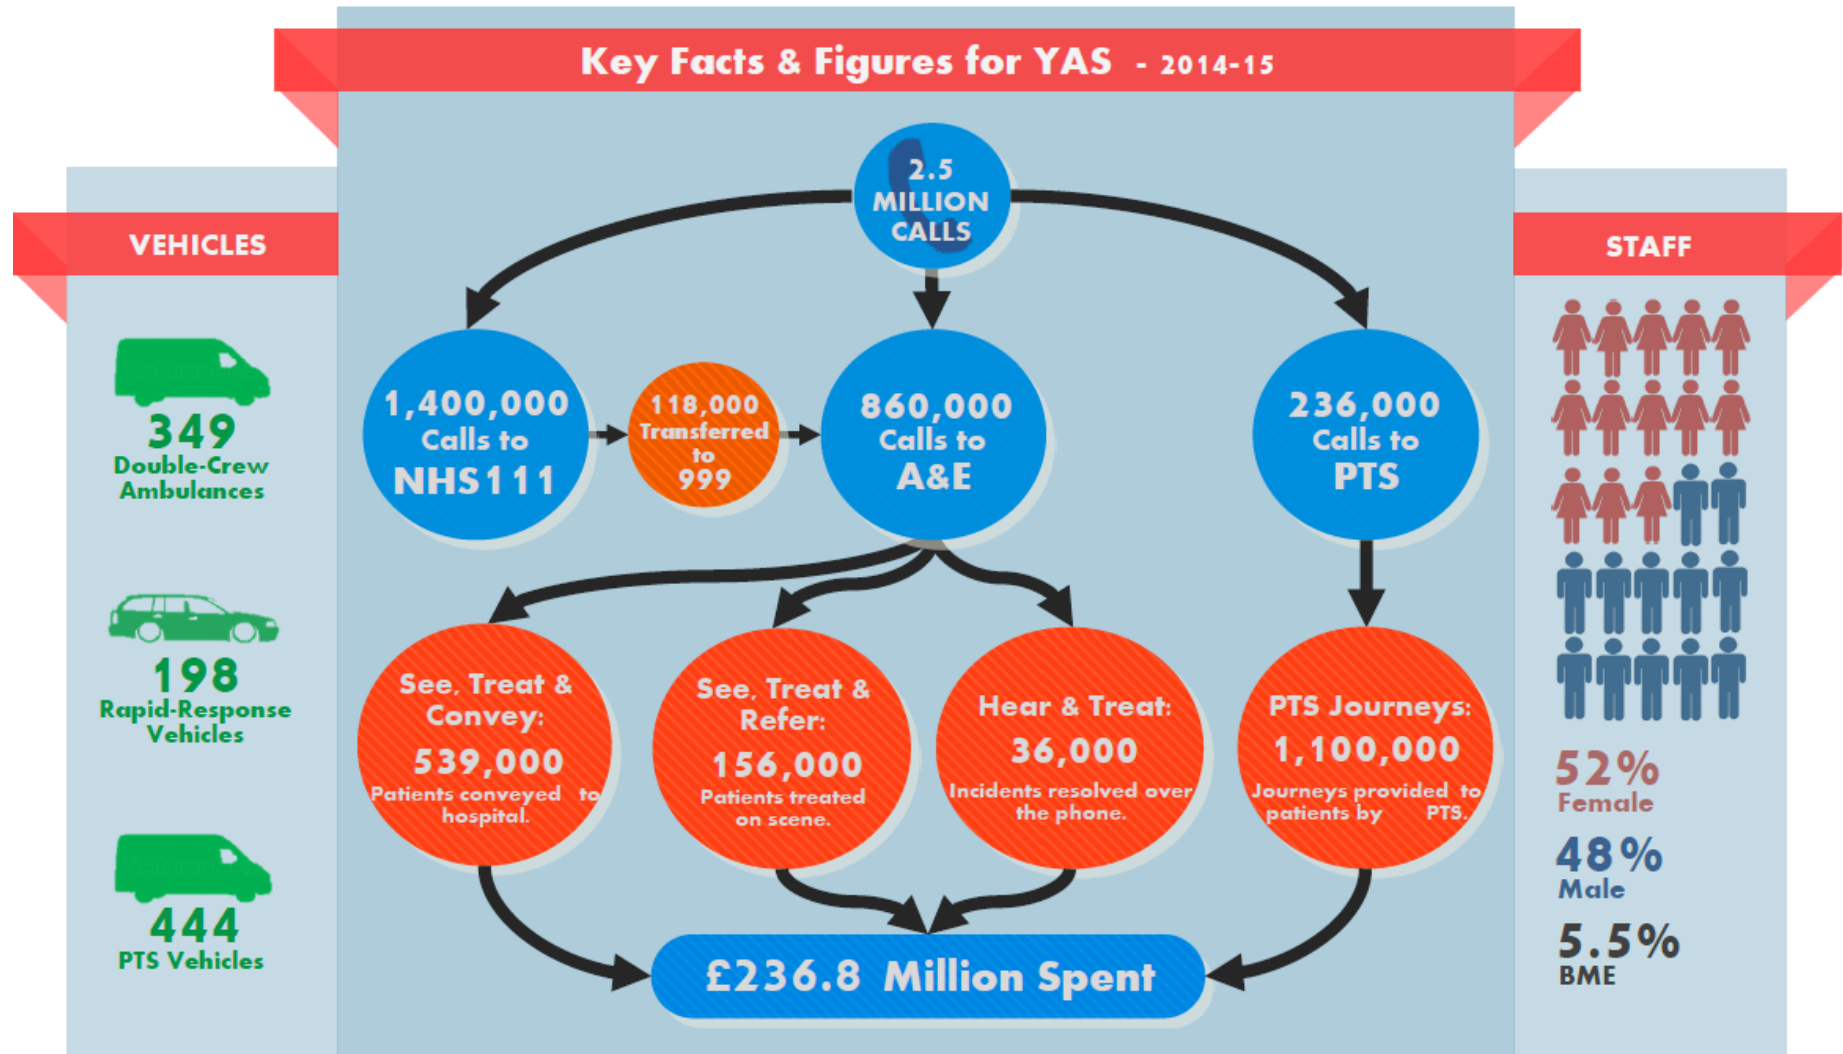 Key Facts & Figures for YAS - 2014-15
VEHICLES
349
Double-Crew
Ambulances
198
Rapid-Response
Vehicles
444
PTS Vehicles
2.5
MILLION
CALLS
1,400,000
Calls to
NHS111
118,000
Transferred
to
999
860,000
Calls to
A&E
236,000
Calls to
PTS
See, Treat &
Convey:
539,000
Patients conveyed to
hospital.
See, Treat &
Refer:
156,000
Patients treated
on scene.
Hear & Treat:
36,000
Incidents resolved over
the phone.
PTS Journeys:
1,100,000
Journeys provided to
patients by PTS.
£236.8 Million Spent
STAFF
52%
Female
48%
Male
5.5%
BME